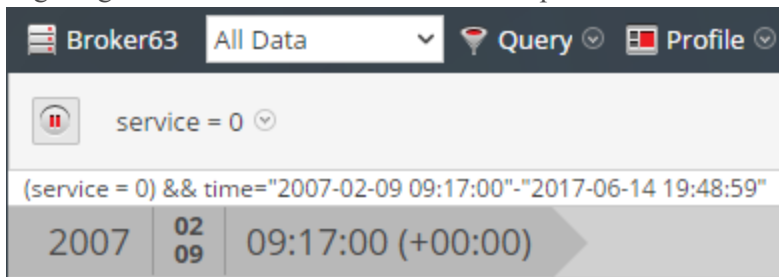 Broker63 All Data Query Profile
service = 0
(service = 0) && time="2007-02-09 09:17:00"-"2017-06-14 19:48:59"
2007 02 09 09:17:00 (+00:00)